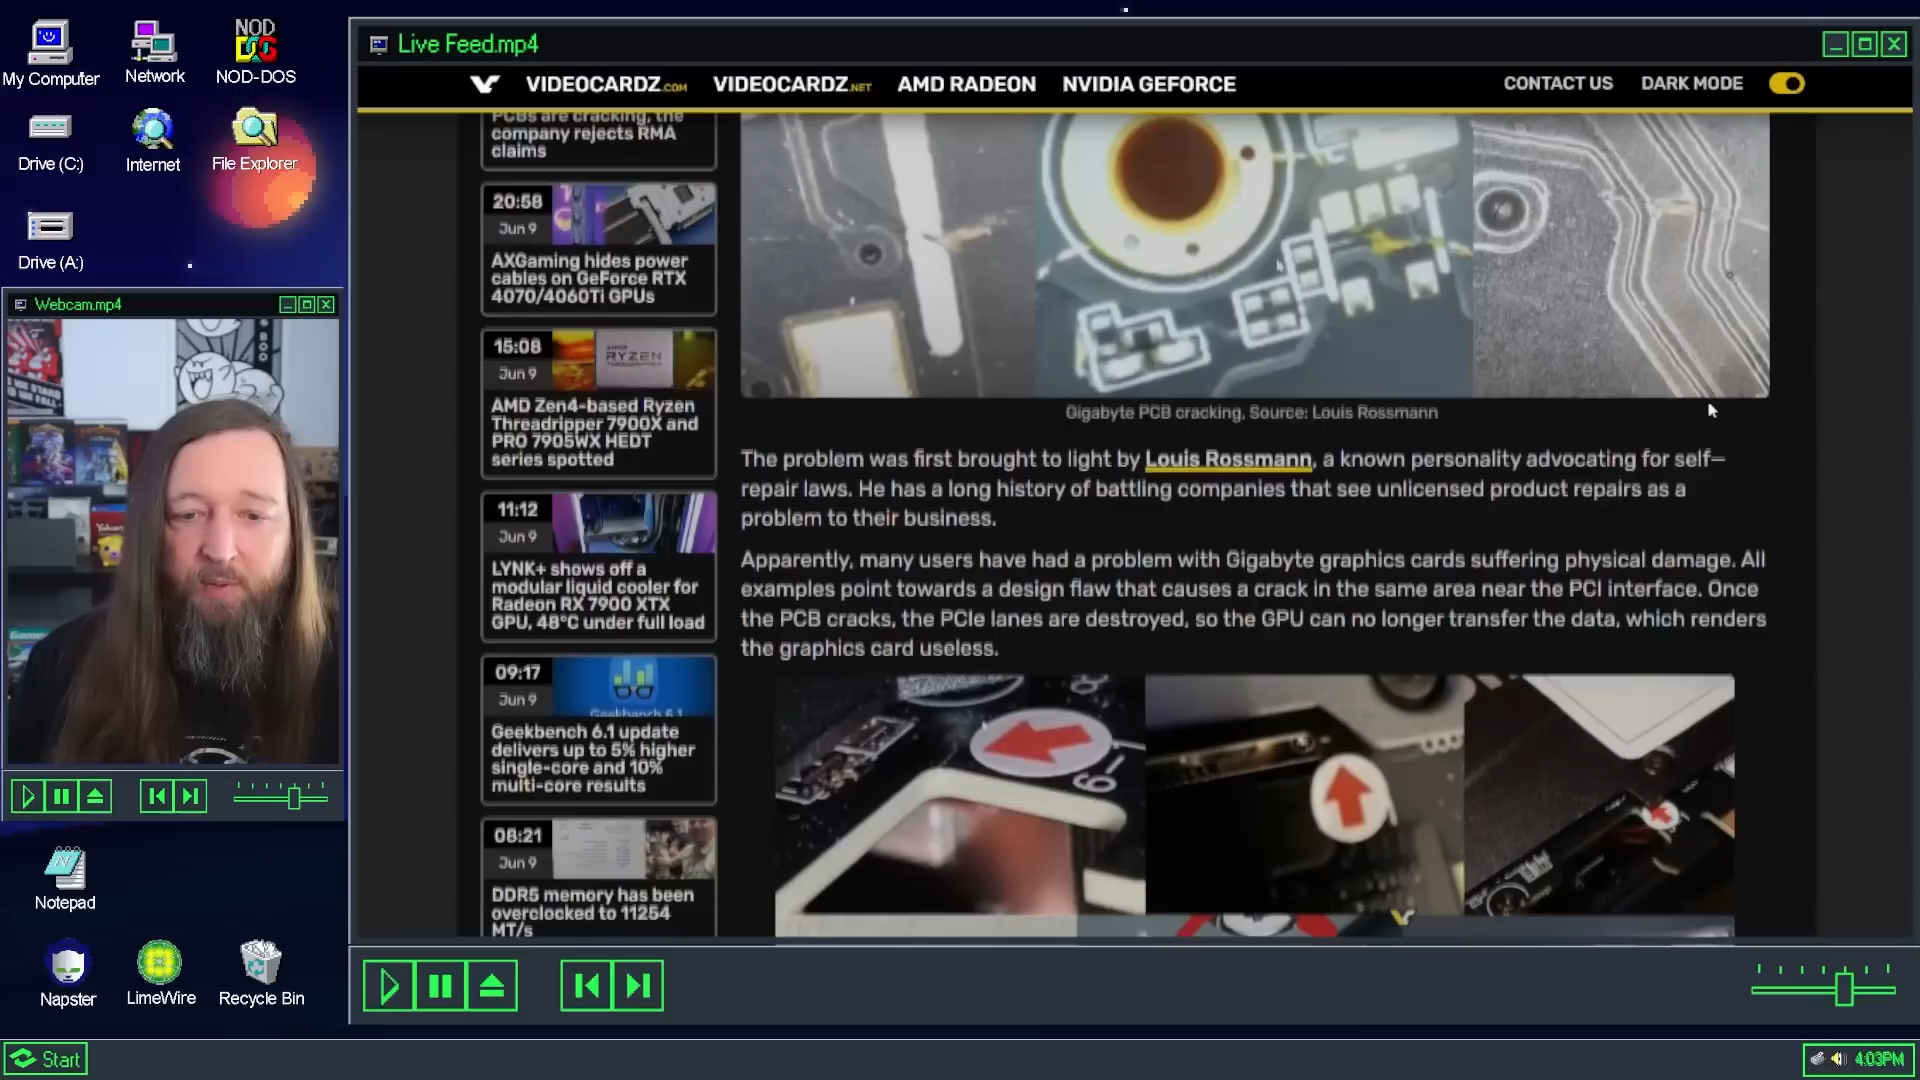 My Computer
Network
NOD
DOG
NOD-DOS
Drive (C:)
Internet
File Explorer
Drive (A:)
Webcam.mp4
BOO
Notepad
Napster
LimeWire
Recycle Bin
Start
4:03PM
Live Feed.mp4
VIDEOCARDZ.COM
VIDEOCARDZ.NET
AMD RADEON
NVIDIA GEFORCE
CONTACT US
DARK MODE
PCBs are cracking, the
company rejects RMA
claims
20:58
Jun 9
AXGaming hides power
cables on GeForce RTX
4070/4060Ti GPUs
15:08
Jun 9
RYZEN
AMD Zen4-based Ryzen
Threadripper 7900X and
PRO 7905WX HEDT
series spotted
11:12
Jun 9
LYNK+ shows off a
modular liquid cooler for
Radeon RX 7900 XTX
GPU, 48°C under full load
09:17
Jun 9
Geekbench 6.1
Geekbench 6.1 update
delivers up to 5% higher
single-core and 10%
multi-core results
08:21
Jun 9
DDR5 memory has been
overclocked to 11254
MT/s
Gigabyte PCB cracking, Source: Louis Rossmann
The problem was first brought to light by Louis Rossmann, a known personality advocating for self-
repair laws. He has a long history of battling companies that see unlicensed product repairs as a
problem to their business.
Apparently, many users have had a problem with Gigabyte graphics cards suffering physical damage. All
examples point towards a design flaw that causes a crack in the same area near the PCI interface. Once
the PCB cracks, the PCIe lanes are destroyed, so the GPU can no longer transfer the data, which renders
the graphics card useless.